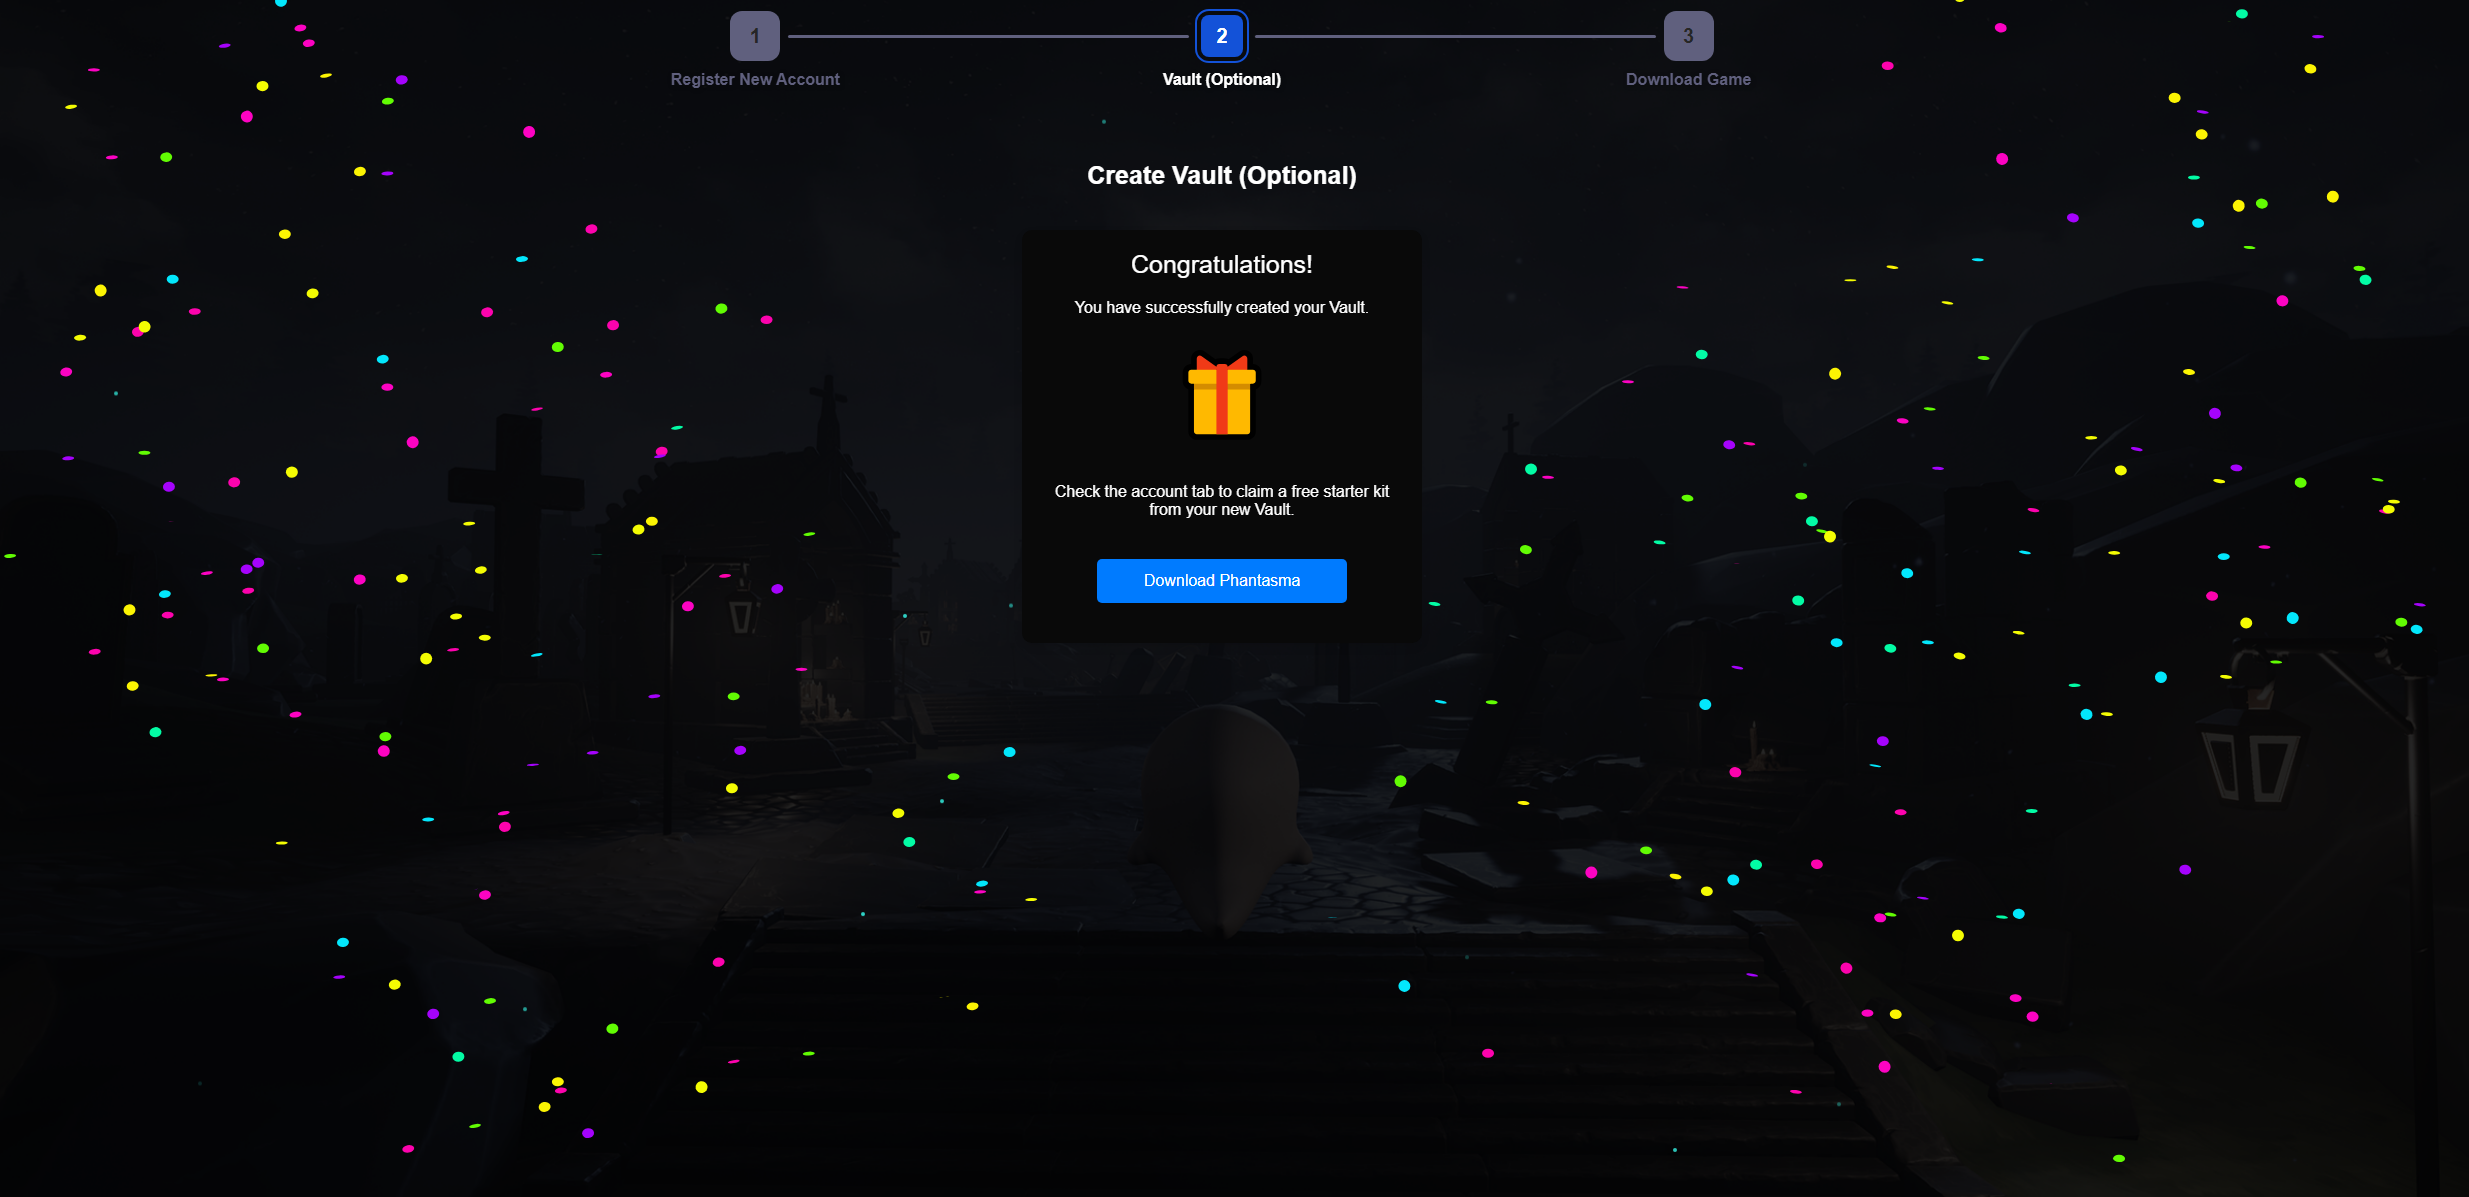 1
2
3
Register New Account
Vault (Optional)
Download Game
Create Vault (Optional)
Congratulations!
You have successfully created your Vault.
Check the account tab to claim a free starter kit
from your new Vault.
Download Phantasma